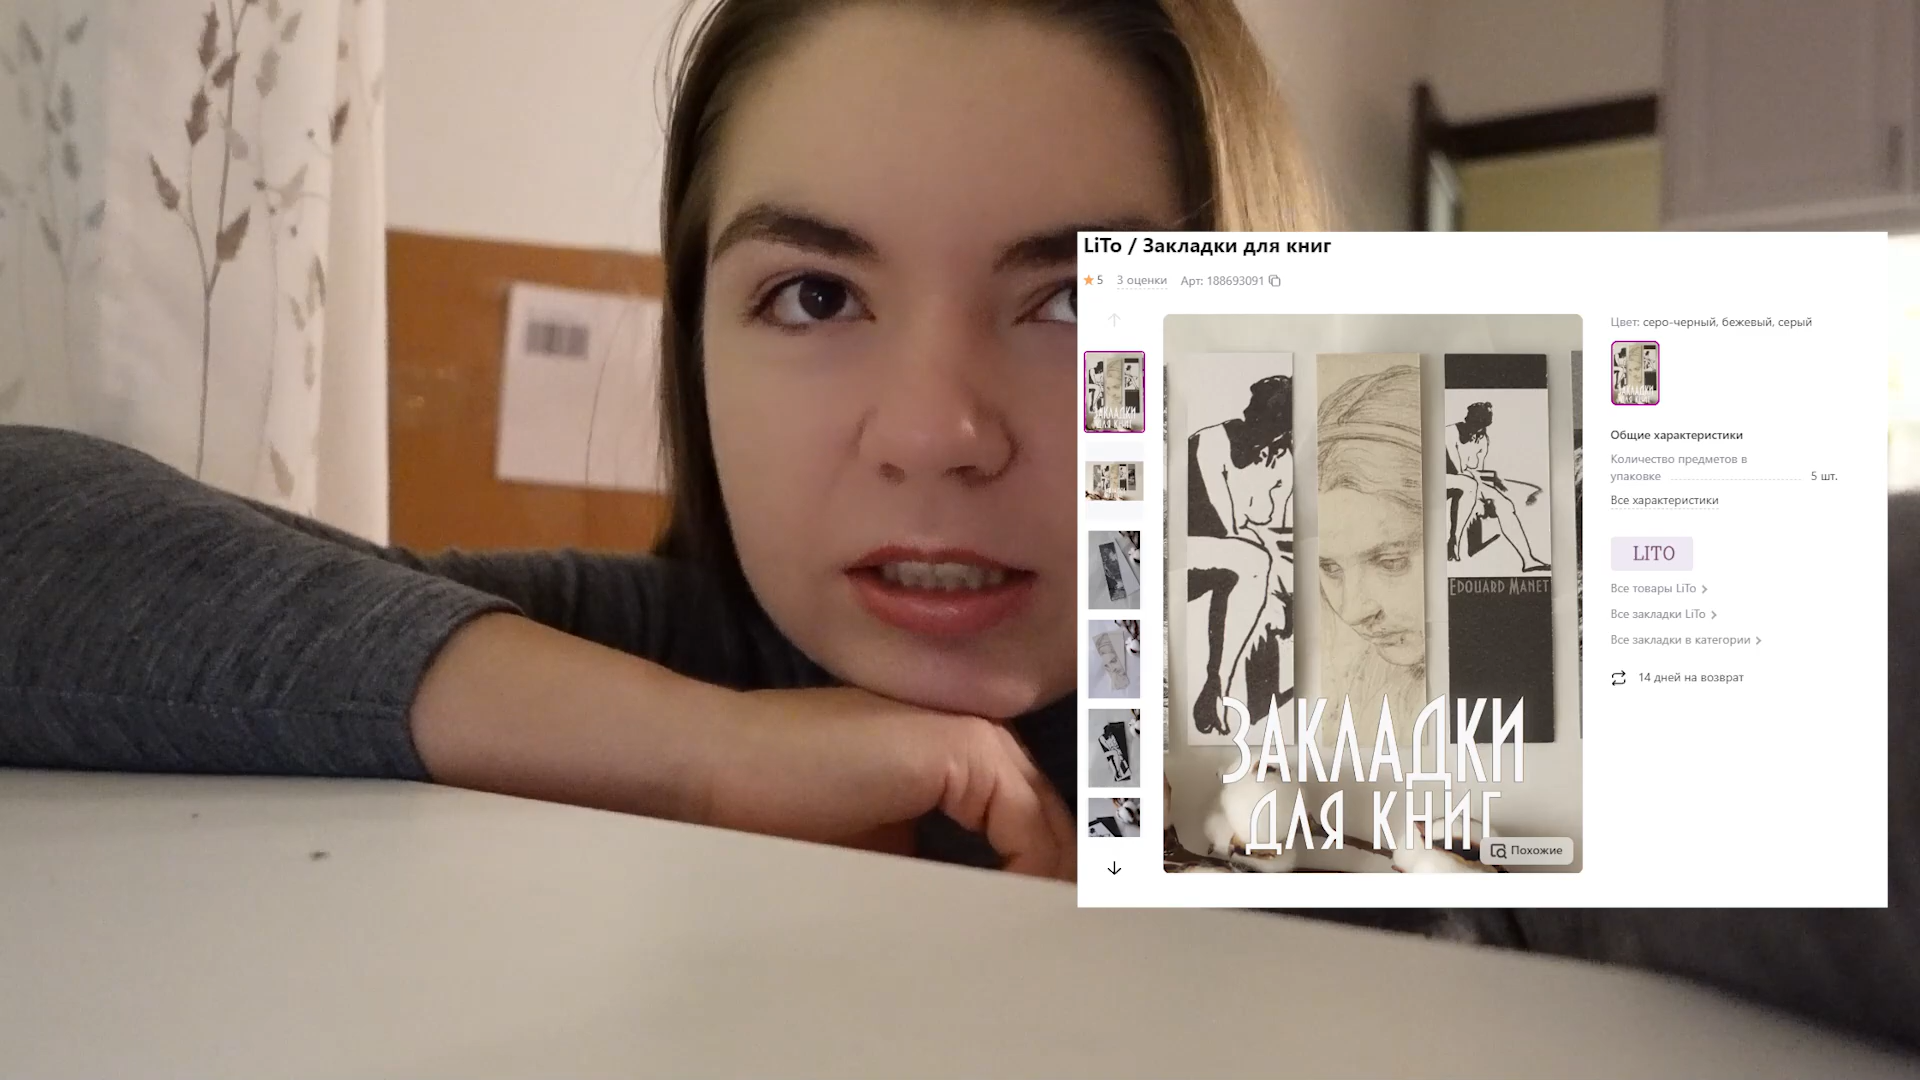 LiTo / Закладки для книг
5 3 оценки Арт: 188693091
Цвет: серо-черный, бежевый, серый
Общие характеристики
Количество предметов в
упаковке 5 шт.
Все характеристики
LITO
Все товары LiTo
Все закладки LiTo
Все закладки в категории
14 дней на возврат
EDOUARD MANET
ЗАКЛАДКИ
ДЛЯ КНИГ
Похожие